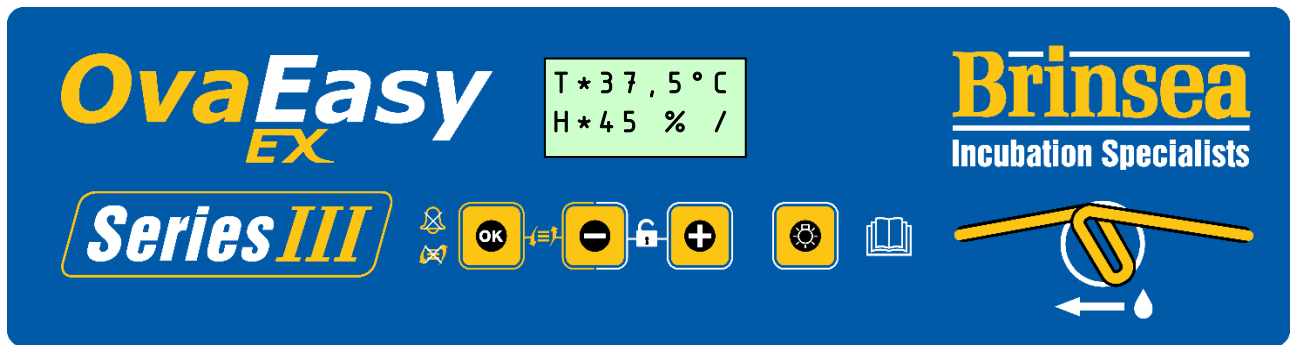 OvaEasy
EX
T*37,5°C
H*45 % /
Brinsea
Incubation Specialists
Series III
OK